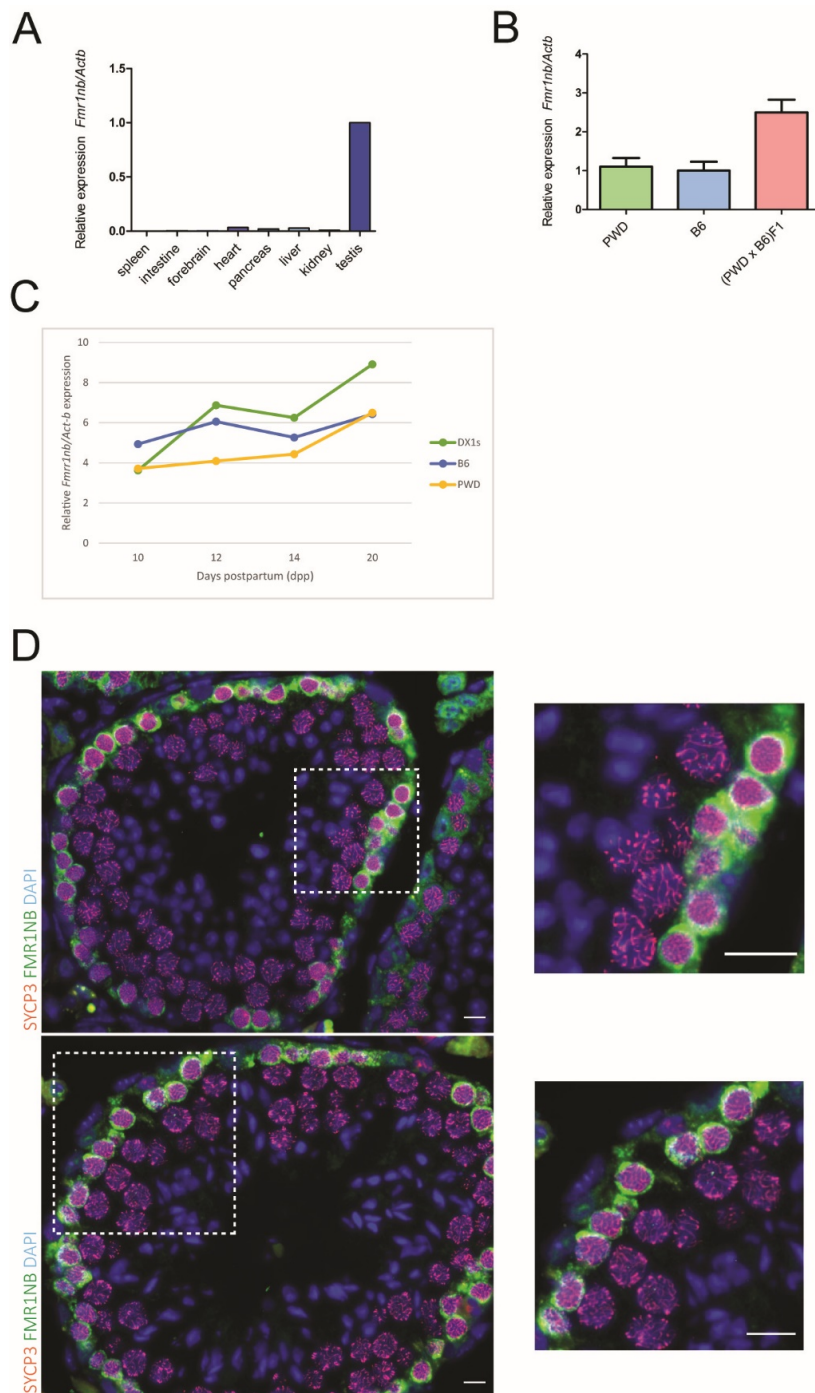 A
Relative expression Fmr1nb/Actb
1.5
1.0
0.5
0.0
spleen
intestine
forebrain
heart
pancreas
liver
kidney
testis
B
Relative expression Fmr1nb/Actb
4
3
2
1
0
PWD
B6
(PWD x B6)F1
C
Relative Fmrr1nb/Act-b expression
10
8
6
4
2
0
10
12
14
20
Days postpartum (dpp)
DX1s
B6
PWD
D
SYCP3 FMR1NB DAPI
SYCP3 FMR1NB DAPI